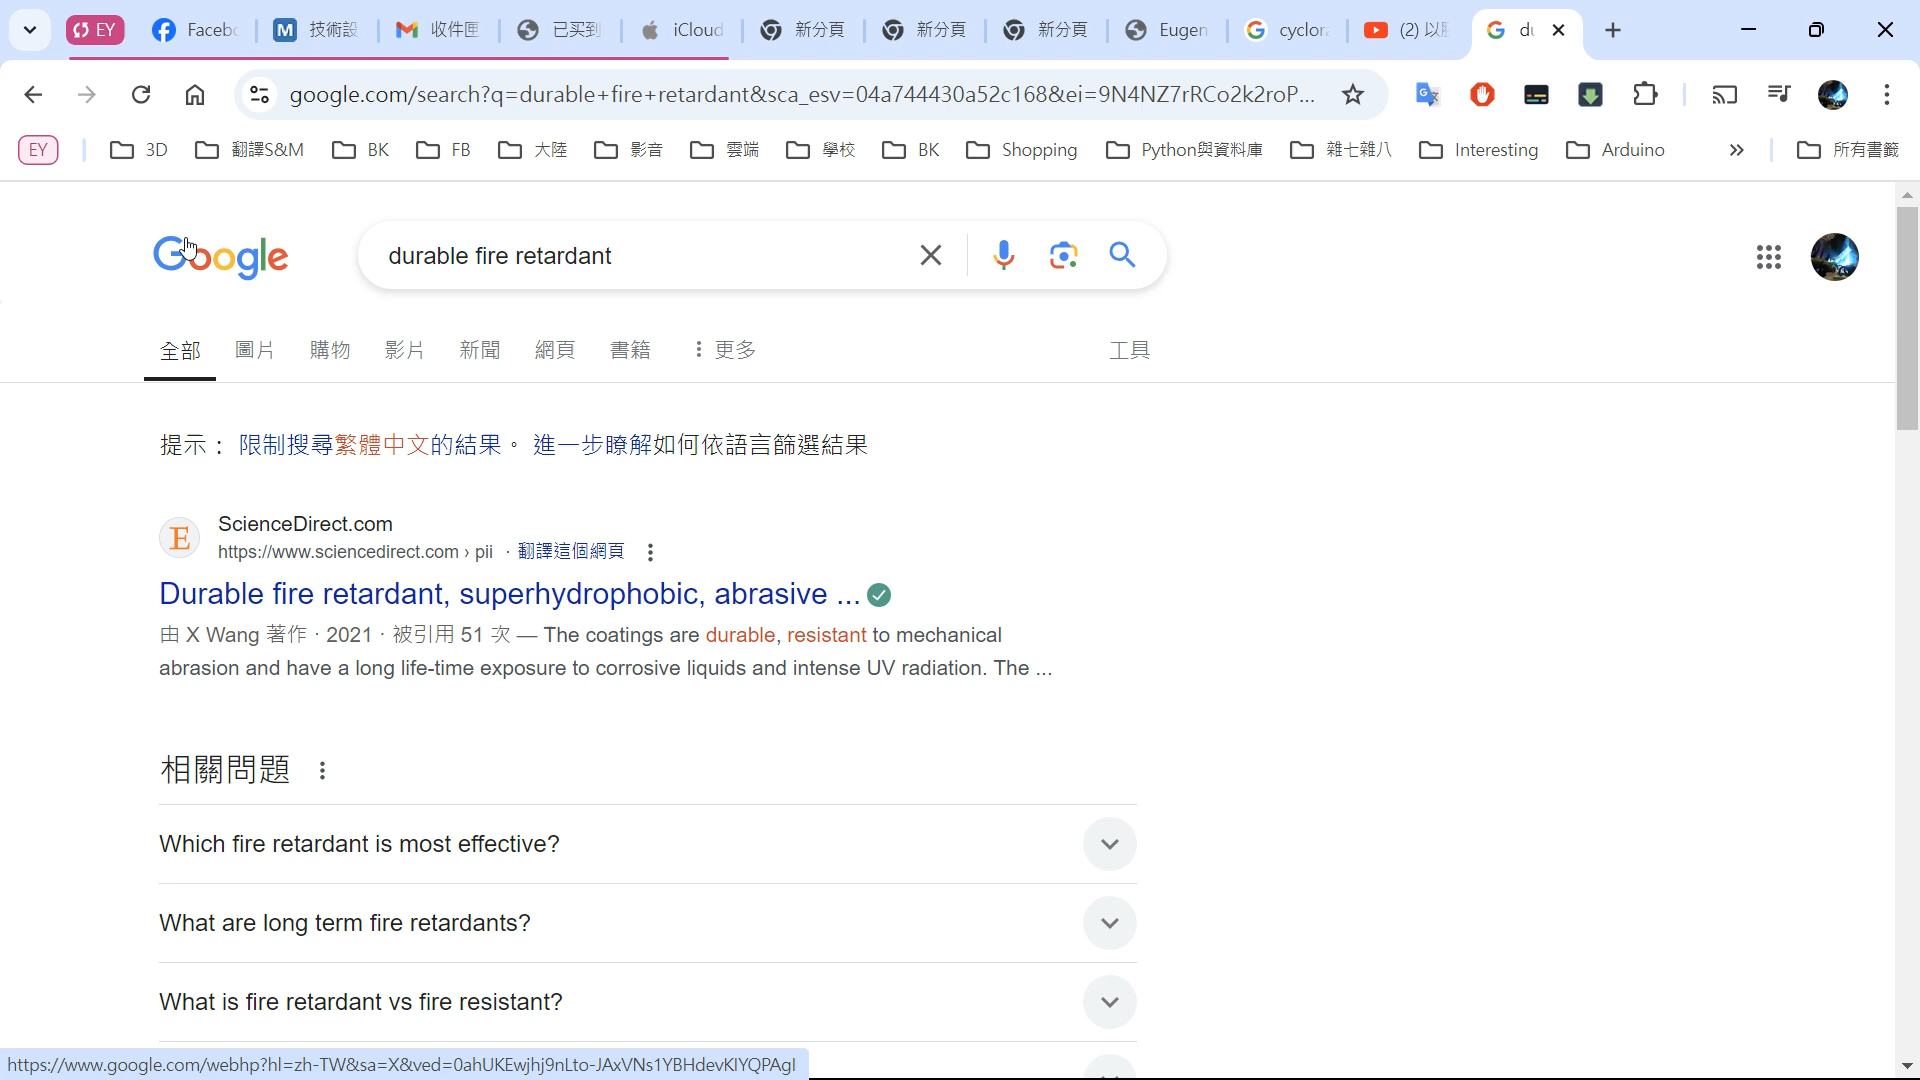 EY Facebo 技術設 收件匣 已买到 iCloud 新分頁 新分頁 新分頁 Eugen cyclor (2) 以 du
google.com/search?q=durable+fire+retardant&sca_esv=04a744430a52c168&ei=9N4NZ7rRCo2k2roP...
EY 3D 翻譯S&M BK FB 大陸 影音 雲端 學校 BK Shopping Python與資料庫 雜七雜八 Interesting Arduino » 所有書籤
Google durable fire retardant
全部 圖片 購物 影片 新聞 網頁 書籍 更多 工具
提示： 限制搜尋繁體中文的結果。 進一步瞭解如何依語言篩選結果
E ScienceDirect.com
https://www.sciencedirect.com › pii · 翻譯這個網頁
Durable fire retardant, superhydrophobic, abrasive ...
由 X Wang 著作 · 2021 · 被引用 51 次 — The coatings are durable, resistant to mechanical
abrasion and have a long life-time exposure to corrosive liquids and intense UV radiation. The ...
相關問題
Which fire retardant is most effective?
What are long term fire retardants?
What is fire retardant vs fire resistant?
https://www.google.com/webhp?hl=zh-TW&sa=X&ved=0ahUKEwjhj9nLto-JAxVNs1YBHdevKlYQPAgI